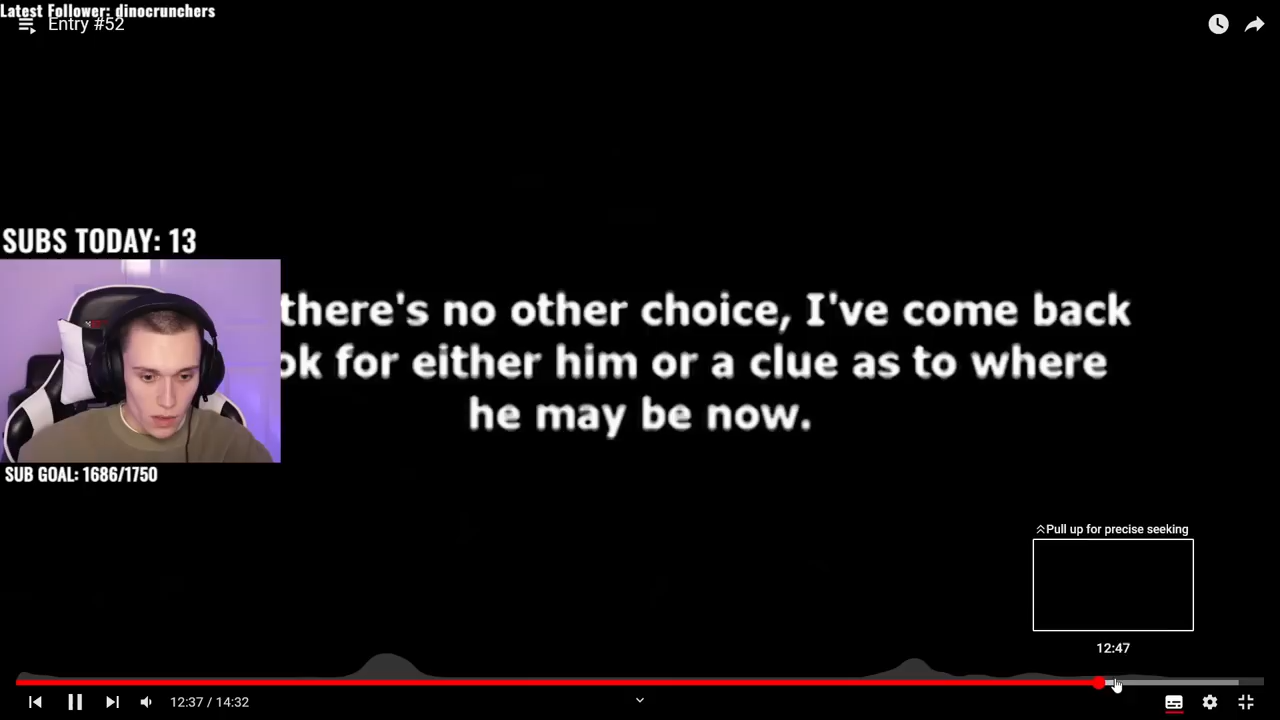 Latest Follower: dinocrunchers
Entry #52
SUBS TODAY: 13
there's no other choice, I've come back
for either him or a clue as to where
he may be now.
SUB GOAL: 1686/1750
Pull up for precise seeking
12:47
12:37 / 14:32